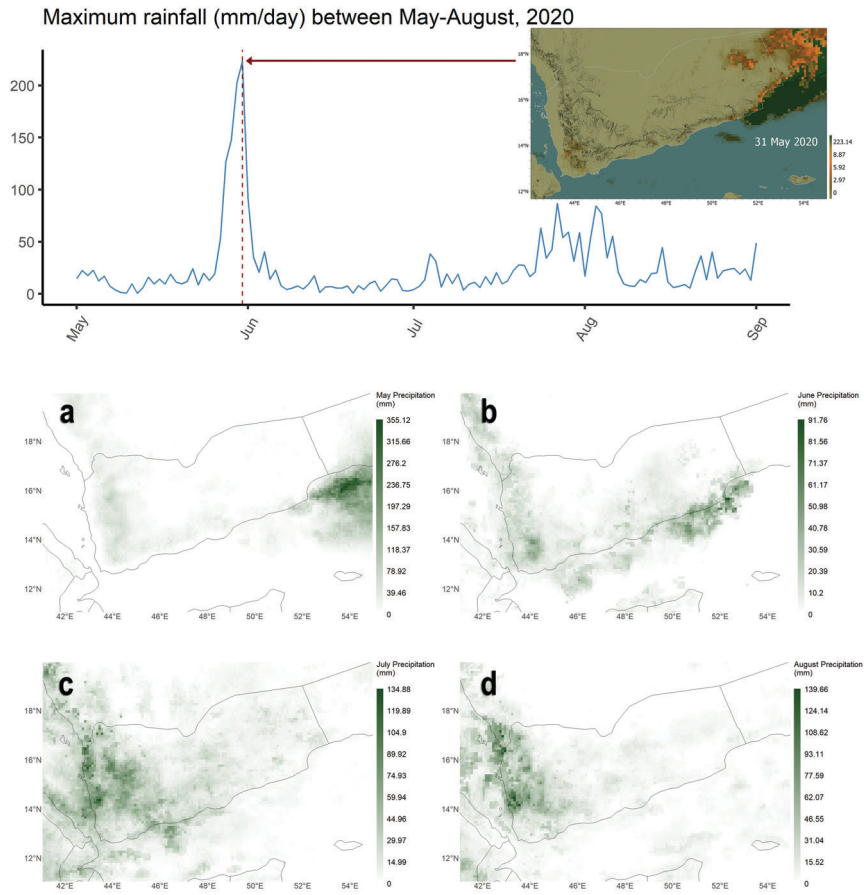 Maximum rainfall (mm/day) between May-August, 2020
200
150
100
50
0
May
Jun
Jul
Aug
Sep
18°N
16°N
14°N
12°N
44°E 46°E 48°E 50°E 52°E 54°E
31 May 2020
223.14
8.87
5.92
2.97
0
a
May Precipitation
(mm)
355.12
315.66
276.2
236.75
197.29
157.83
118.37
78.92
39.46
0
18°N
16°N
14°N
12°N
42°E 44°E 46°E 48°E 50°E 52°E 54°E
b
June Precipitation
(mm)
91.76
81.56
71.37
61.17
50.98
40.78
30.59
20.39
10.2
0
18°N
16°N
14°N
12°N
42°E 44°E 46°E 48°E 50°E 52°E 54°E
c
July Precipitation
(mm)
134.88
119.89
104.9
89.92
74.93
59.94
44.96
29.97
14.99
0
18°N
16°N
14°N
12°N
42°E 44°E 46°E 48°E 50°E 52°E 54°E
d
August Precipitation
(mm)
139.66
124.14
108.62
93.11
77.59
62.07
46.55
31.04
15.52
0
18°N
16°N
14°N
12°N
42°E 44°E 46°E 48°E 50°E 52°E 54°E